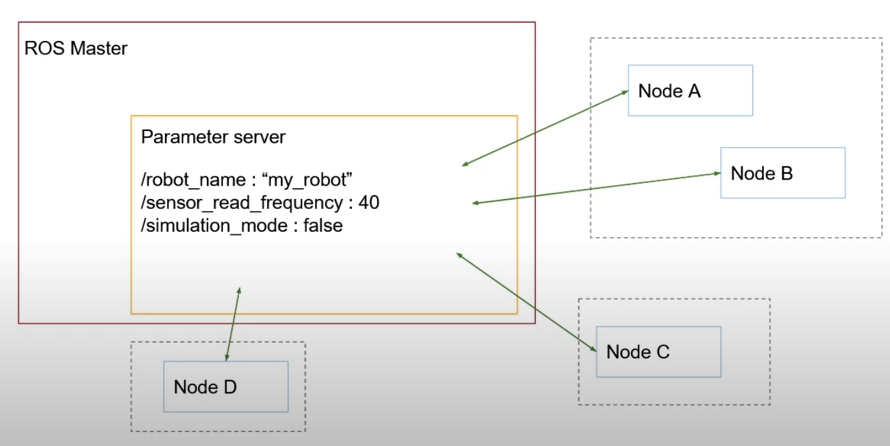 ROS Master
Parameter server
/robot_name : “my_robot”
/sensor_read_frequency : 40
/simulation_mode : false
Node A
Node B
Node C
Node D